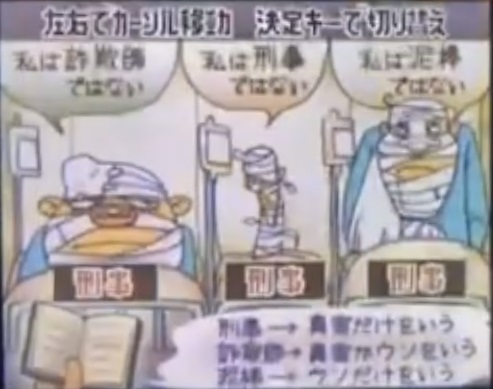 左右でカーソル移動　決定キーで切り替え
私は詐欺師
ではない
私は刑事
ではない
私は泥棒
ではない
刑事
刑事
刑事
刑事→真実だけをいう
詐欺師→真実かウソをいう
泥棒→ウソだけをいう